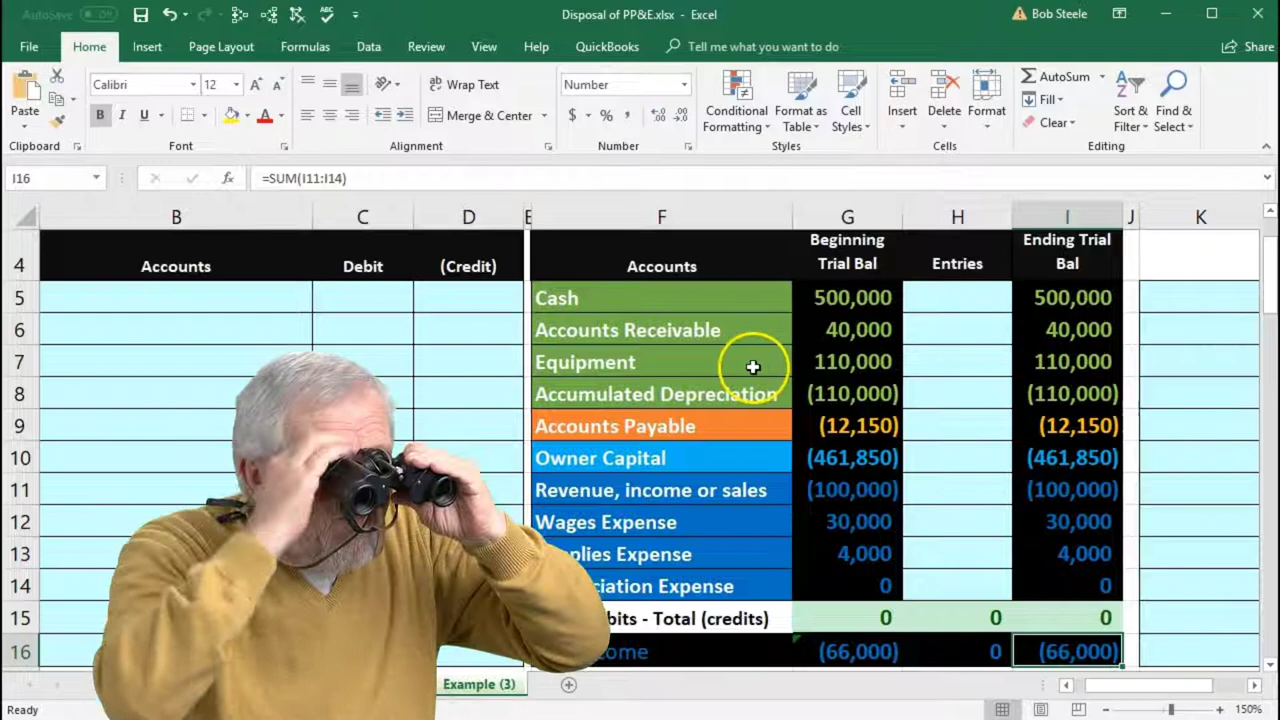 AutoSave Off
Disposal of PP&E.xlsx - Excel
Bob Steele
File Home Insert Page Layout Formulas Data Review View Help QuickBooks Tell me what you want to do Share
Paste
Clipboard
Calibri 12
B I U
Font
Wrap Text
Merge & Center
Alignment
Number
$ % ,
Number
Conditional Formatting
Format as Table
Cell Styles
Styles
Insert Delete Format
Cells
AutoSum
Fill
Clear
Sort & Filter
Find & Select
Editing
I16 fx =SUM(I11:I14)
B C D E F G H I J K
4 Accounts Debit (Credit) Accounts Beginning Trial Bal Entries Ending Trial Bal
5 Cash 500,000 500,000
6 Accounts Receivable 40,000 40,000
7 Equipment 110,000 110,000
8 Accumulated Depreciation (110,000) (110,000)
9 Accounts Payable (12,150) (12,150)
10 Owner Capital (461,850) (461,850)
11 Revenue, income or sales (100,000) (100,000)
12 Wages Expense 30,000 30,000
13 plies Expense 4,000 4,000
14 ciation Expense 0 0
15 bits - Total (credits) 0 0 0
16 ome (66,000) 0 (66,000)
Example (3)
Ready 150%